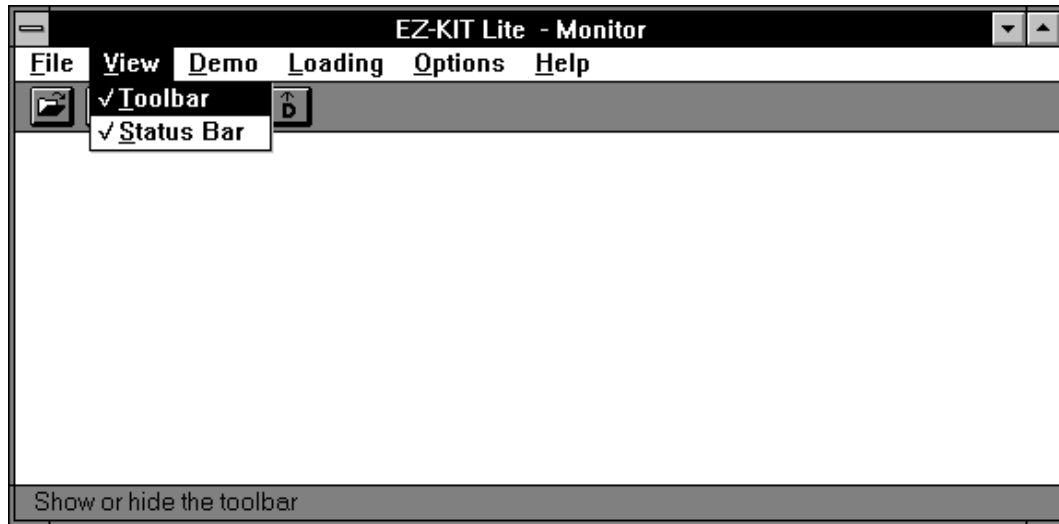 EZ-KIT Lite - Monitor
File View Demo Loading Options Help
D
✓ Toolbar
✓ Status Bar
Show or hide the toolbar